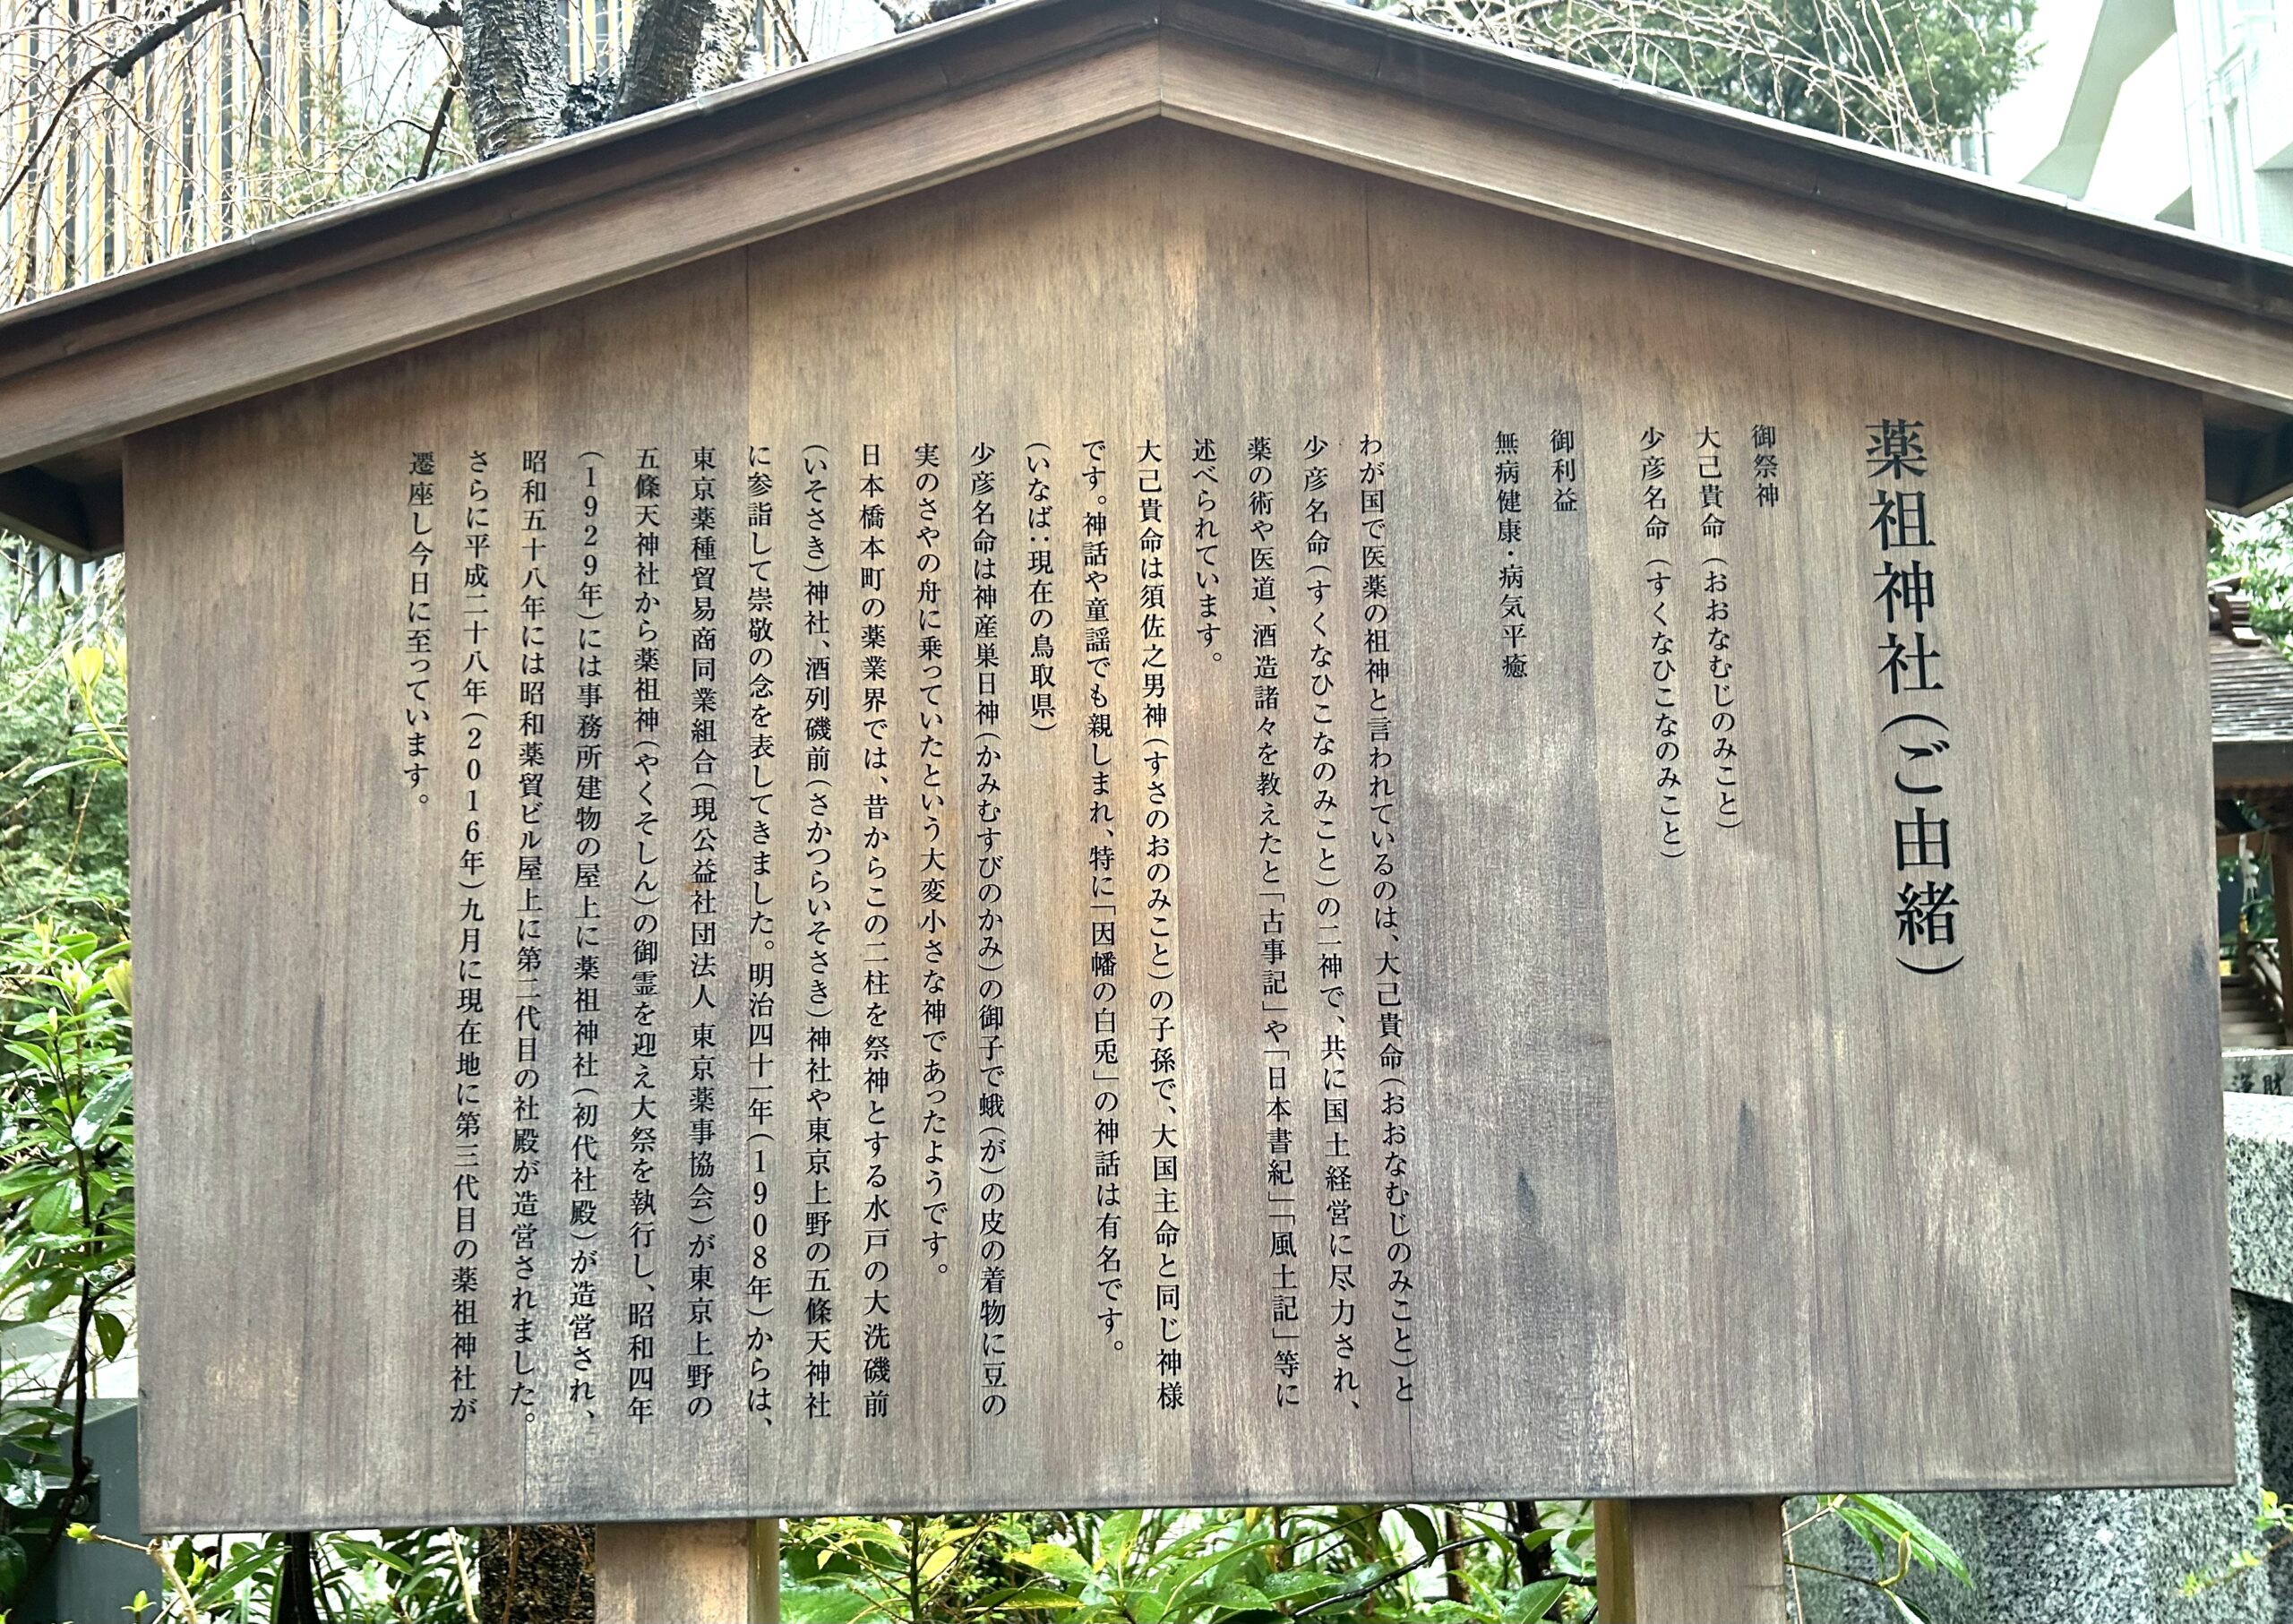 薬祖神社(ご由緒)
御祭神
大己貴命(おおなむじのみこと)
少彦名命(すくなひこなのみこと)
御利益
無病健康・病気平癒
わが国で医薬の祖神と言われているのは、大己貴命(おおなむじのみこと)と
少彦名命(すくなひこなのみこと)の二神で、共に国土経営に尽力され、
薬の術や医道、酒造諸々を教えたと「古事記」や「日本書紀」「風土記」等に
述べられています。
大己貴命は須佐之男神(すさのおのみこと)の子孫で、大国主命と同じ神様
です。神話や童謡でも親しまれ、特に「因幡の白兎」の神話は有名です。
(いなば:現在の鳥取県)
少彦名命は神産巣日神(かみむすびのかみ)の御子で蛾(が)の皮の着物に豆の
実のさやの舟に乗っていたという大変小さな神であったようです。
日本橋本町の薬業界では、昔からこの二柱を祭神とする水戸の大洗磯前
(いそさき)神社、酒列磯前(さかつらいそさき)神社や東京上野の五條天神社
に参詣して崇敬の念を表してきました。明治四十一年(1908年)からは、
東京薬種貿易商同業組合(現公益社団法人 東京薬事協会)が東京上野の
五條天神社から薬祖神(やくそしん)の御霊を迎え大祭を執行し、昭和四年
(1929年)には事務所建物の屋上に薬祖神社(初代社殿)が造営され、
昭和五十八年には昭和薬貿ビル屋上に第二代目の社殿が造営されました。
さらに平成二十八年(2016年)九月に現在地に第三代目の薬祖神社が
遷座し今日に至っています。